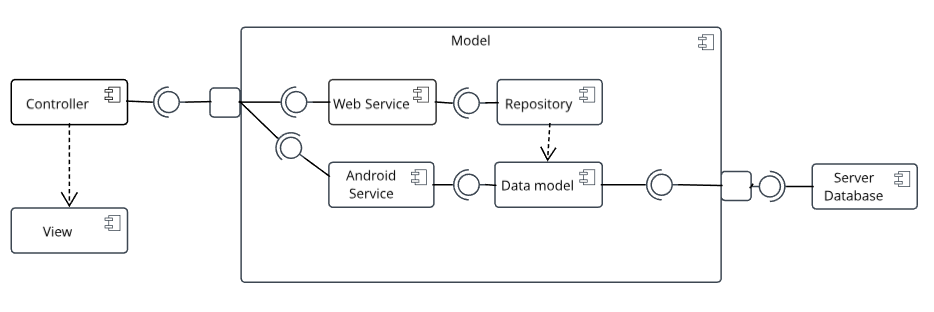 Model
Controller
Web Service
Repository
Android
Service
Data model
Server
Database
View